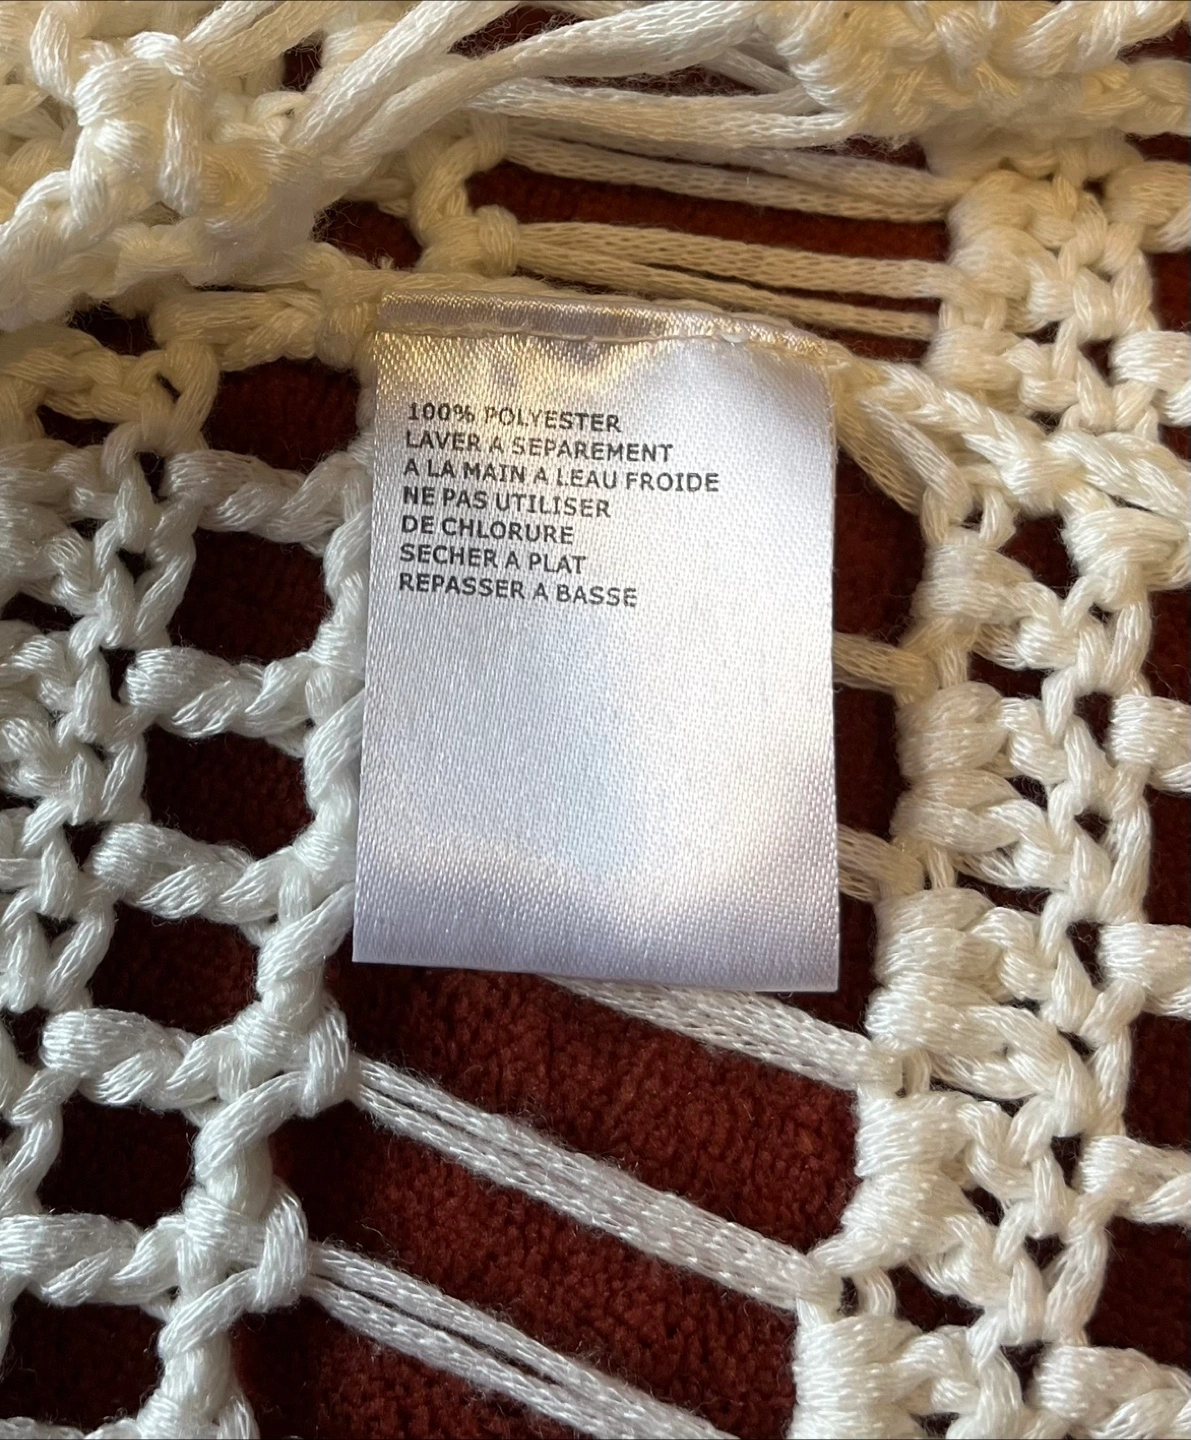 100% POLYESTER
LAVER A SEPAREMENT
A LA MAIN A LEAU FROIDE
NE PAS UTILISER
DE CHLORURE
SECHER A PLAT
REPASSER A BASSE